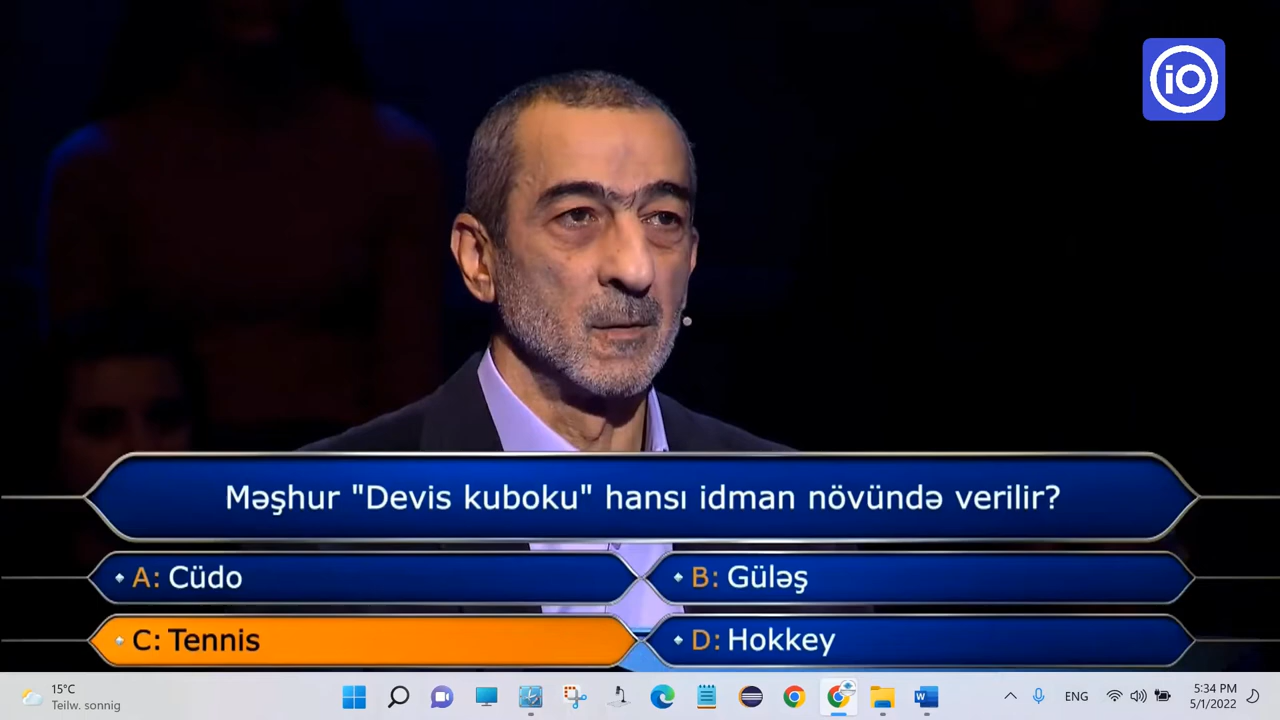 iO
Məşhur "Devis kuboku" hansı idman növündə verilir?
A: Cüdo
B: Güləş
C: Tennis
D: Hokkey
15°C
Teilw. sonnig
W
ENG
5:34 PM
5/1/2022